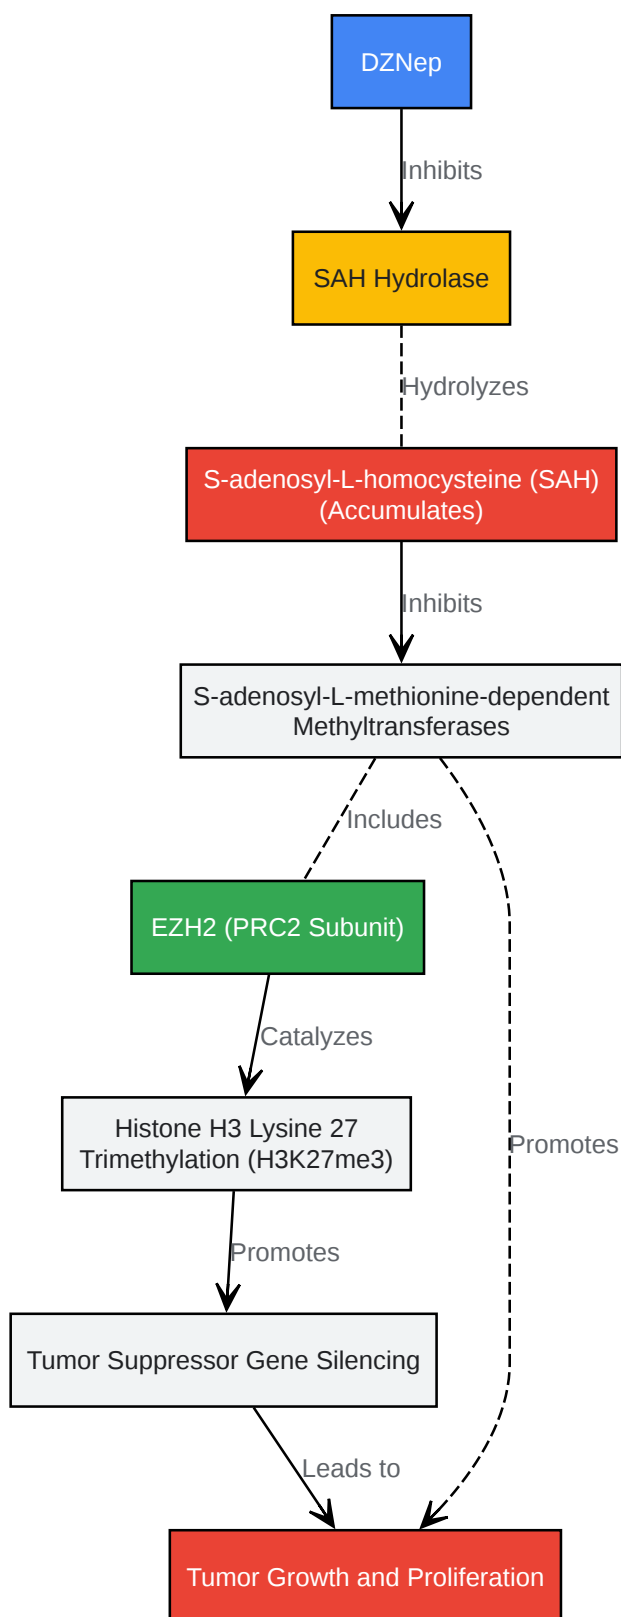 DZNep
Inhibits
SAH Hydrolase
Hydrolyzes
S-adenosyl-L-homocysteine (SAH)
(Accumulates)
Inhibits
S-adenosyl-L-methionine-dependent
Methyltransferases
Includes
EZH2 (PRC2 Subunit)
Catalyzes
Histone H3 Lysine 27
Trimethylation (H3K27me3)
Promotes
Promotes
Tumor Suppressor Gene Silencing
Leads to
Tumor Growth and Proliferation